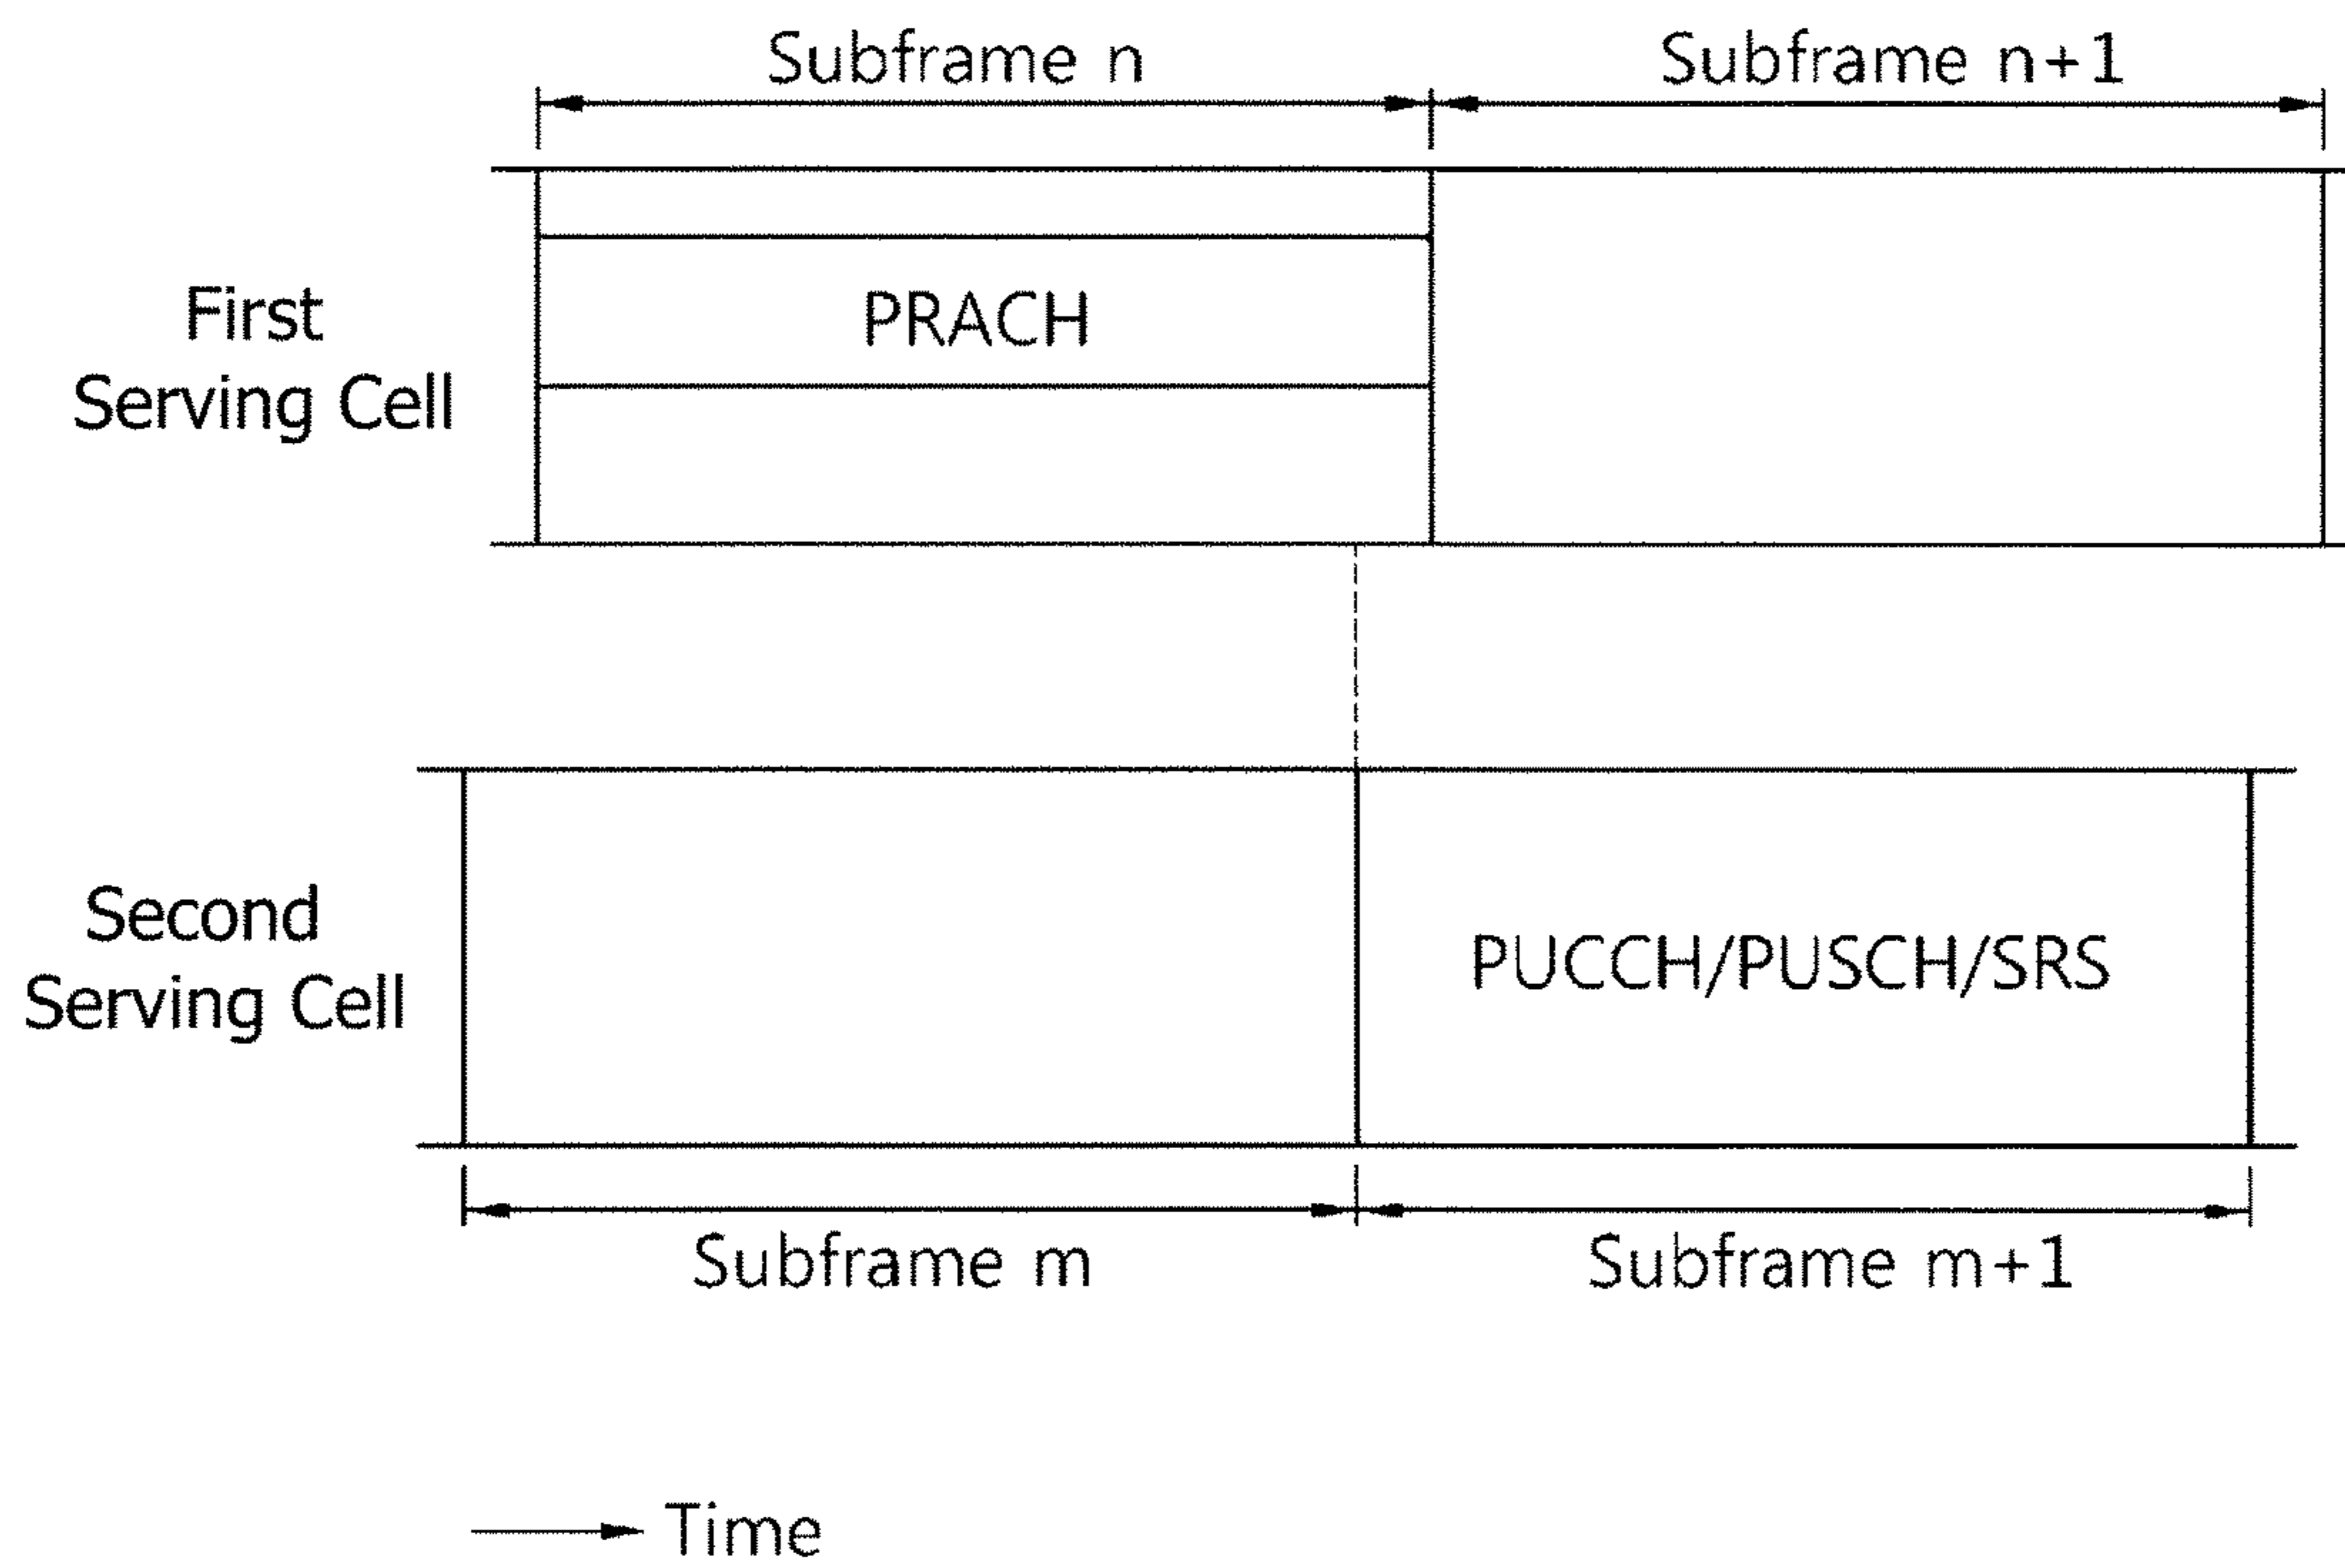 Subframe n
Subframe n+1
First
Serving Cell
PRACH
Second
Serving Cell
PUCCH/PUSCH/SRS
Subframe m
Subframe m+1
Time